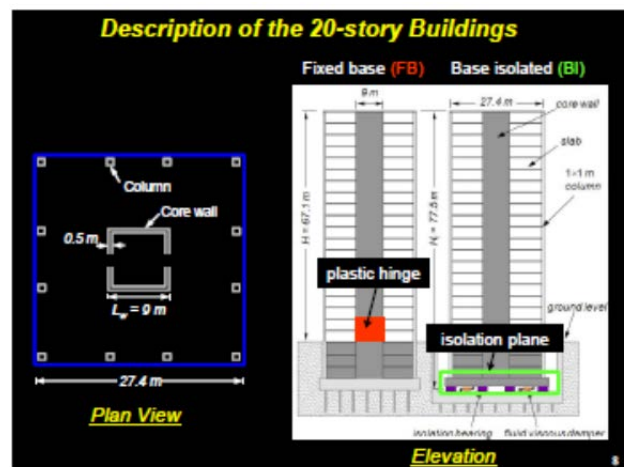 Description of the 20-story Buildings
Fixed base (FB)
Base isolated (BI)
9 m
27.4 m
core wall
slab
1×1 m
column
H = 67.1 m
H = 77.5 m
Column
Core wall
0.5 m
Lw = 9 m
27.4 m
plastic hinge
ground level
isolation plane
isolation bearing
fluid viscous damper
Plan View
Elevation
8